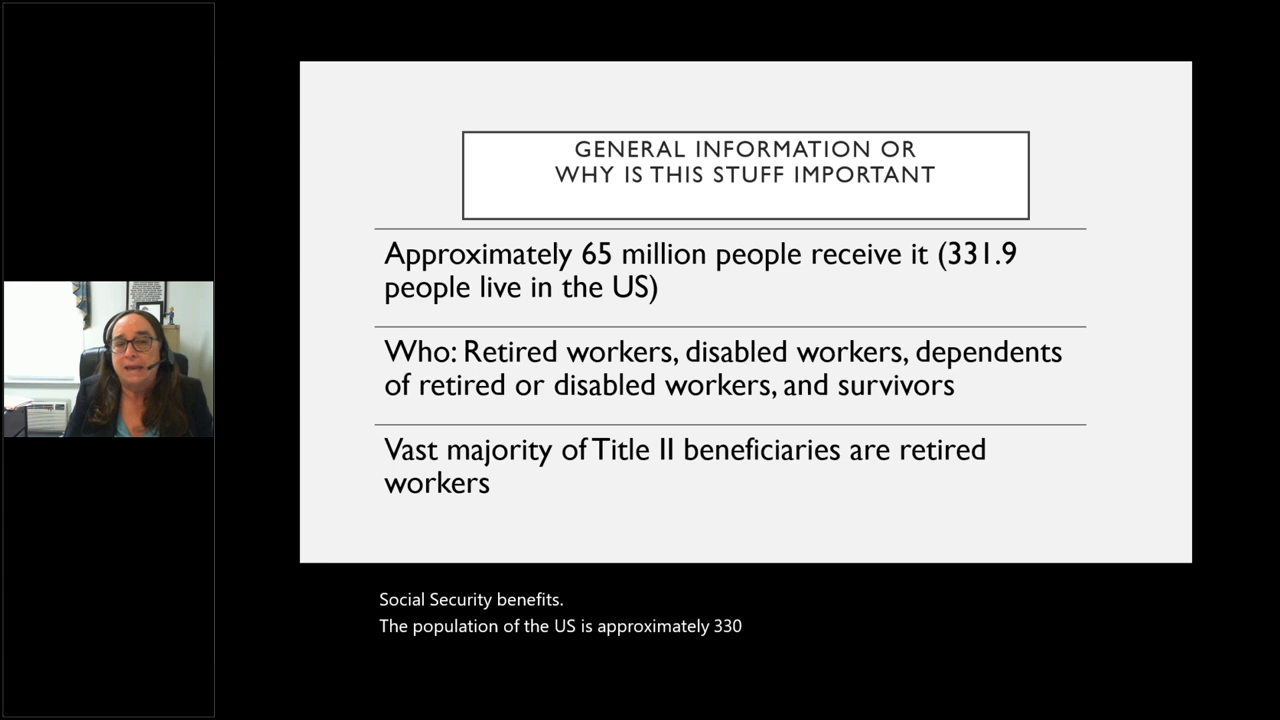 GENERAL INFORMATION OR
WHY IS THIS STUFF IMPORTANT
Approximately 65 million people receive it (331.9
people live in the US)
Who: Retired workers, disabled workers, dependents
of retired or disabled workers, and survivors
Vast majority of Title II beneficiaries are retired
workers
Social Security benefits.
The population of the US is approximately 330